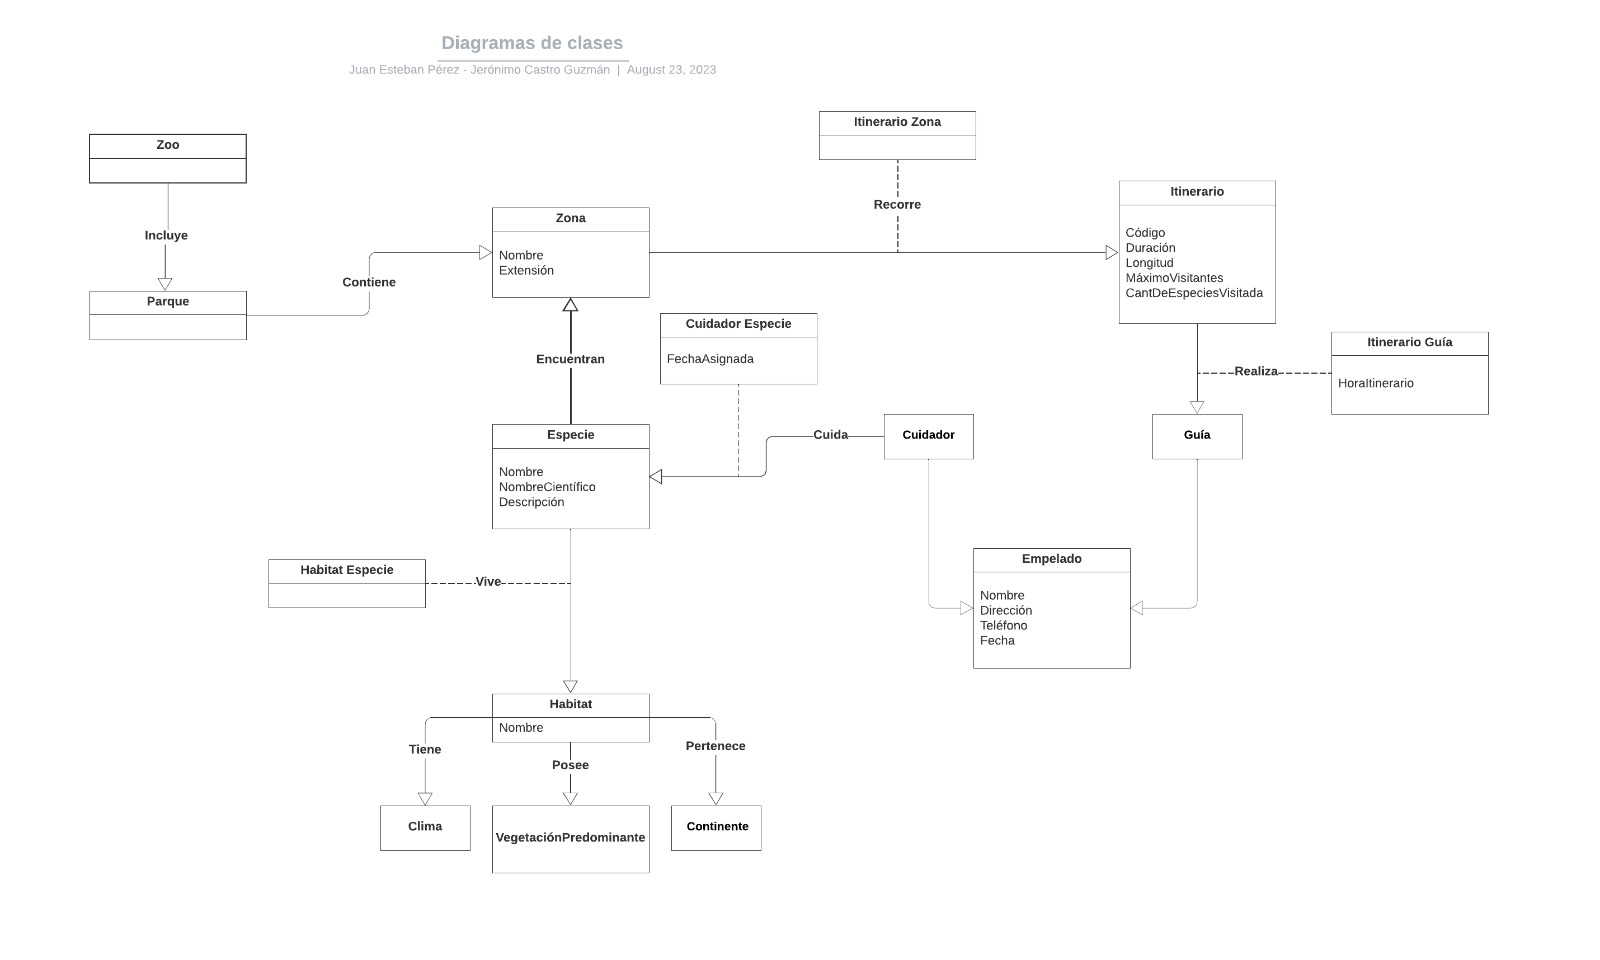 Diagramas de clases
Juan Esteban Pérez - Jerónimo Castro Guzmán | August 23, 2023
Itinerario Zona
Zoo
Recorre
Itinerario
Código
Duración
Longitud
MáximoVisitantes
CantDeEspeciesVisitada
Zona
Nombre
Extensión
Incluye
Contiene
Parque
Cuidador Especie
FechaAsignada
Itinerario Guía
HoraItinerario
Encuentran
Realiza
Especie
Nombre
NombreCientífico
Descripción
Cuida
Cuidador
Guía
Habitat Especie
Vive
Empelado
Nombre
Dirección
Teléfono
Fecha
Habitat
Nombre
Tiene
Posee
Pertenece
Clima
VegetaciónPredominante
Continente